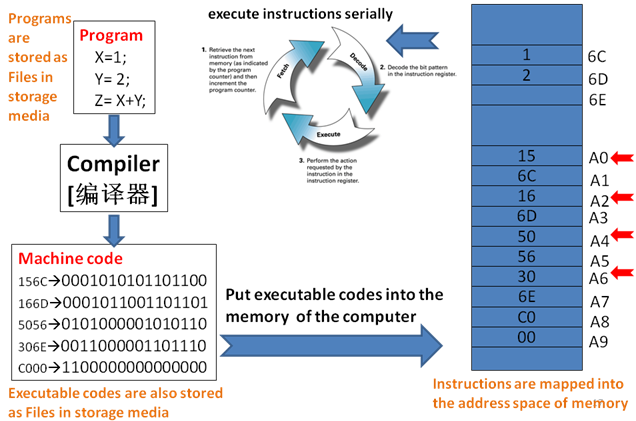 Programs
are
stored as
Files in
storage
media
Program
X=1;
Y= 2;
Z= X+Y;
Compiler
[编译器]
Machine code
156C→0001010101101100
166D→0001011001101101
5056→0101000001010110
306E→0011000001101110
C000→1100000000000000
Executable codes are also stored
as Files in storage media
execute instructions serially
1. Retrieve the next
instruction from
memory (as indicated
by the program
counter) and then
increment the
program counter.
Fetch
Decode
Execute
2. Decode the bit pattern
in the instruction register.
3. Perform the action
requested by the
instruction in the
instruction register.
Put executable codes into the
memory of the computer
1 6C
2 6D
6E
15 A0
6C A1
16 A2
6D A3
50 A4
56 A5
30 A6
6E A7
C0 A8
00 A9
Instructions are mapped into
the address space of memory